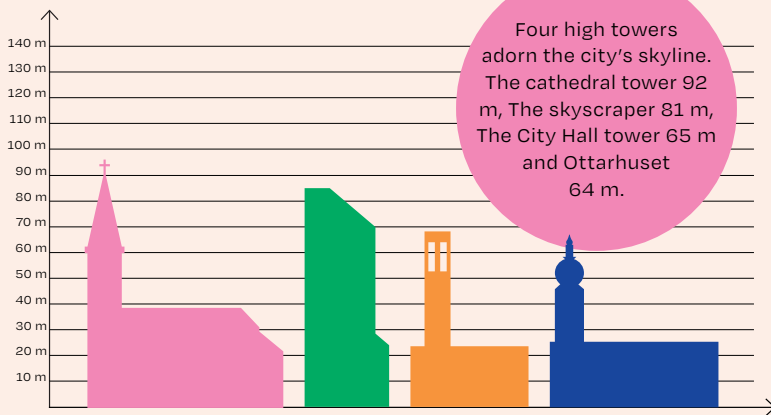 140 m
130 m
120 m
110 m
100 m
90 m
80 m
70 m
60 m
50 m
40 m
30 m
20 m
10 m
Four high towers
adorn the city’s skyline.
The cathedral tower 92
m, The skyscraper 81 m,
The City Hall tower 65 m
and Ottarhuset
64 m.